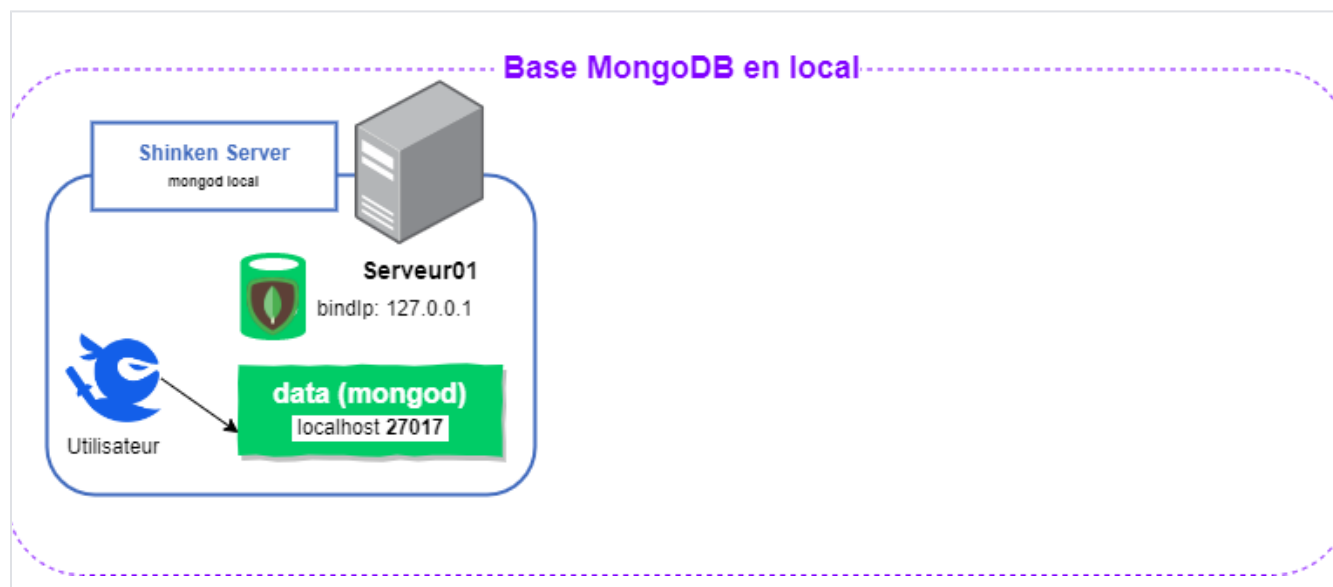 Base MongoDB en local
Shinken Server
mongod local
Serveur01
bindIp: 127.0.0.1
data (mongod)
localhost 27017
Utilisateur